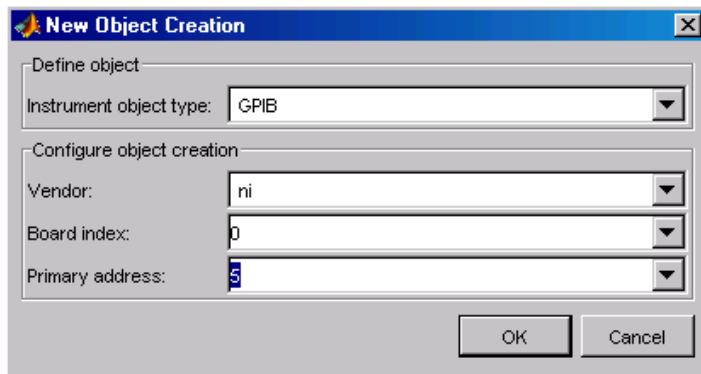 New Object Creation
Define object
Instrument object type: GPIB
Configure object creation
Vendor: ni
Board index: 0
Primary address: 5
OK Cancel